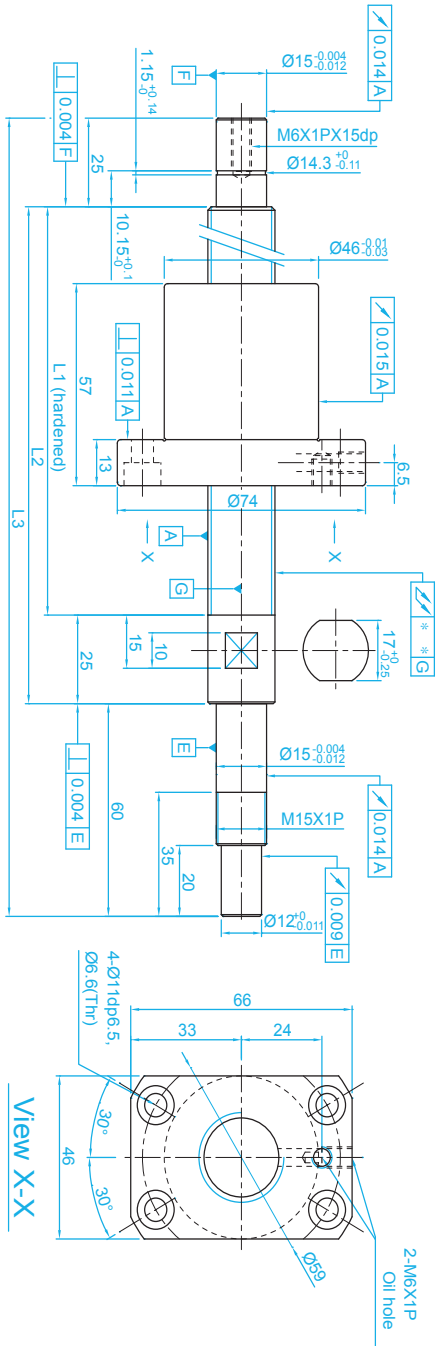 0.014 A
Ø15 -0.004 -0.012
F
1.15 +0.14 -0
M6X1PX15dp
Ø14.3 +0 -0.11
0.004 F
25
10.15 +0.1 -0
Ø46 -0.01 -0.03
0.015 A
L1 (hardened)
57
0.011 A
13
6.5
Ø74
L2
L3
X
X
A
G
* * G
17 +0 -0.25
15
10
25
E
0.004 E
Ø15 -0.004 -0.012
0.014 A
M15X1P
60
35
20
0.009 E
Ø12 +0 -0.011
4-Ø11dp6.5,
Ø6.6(Thr)
66
33
24
46
30°
30°
Ø59
2-M6X1P
Oil hole
View X-X